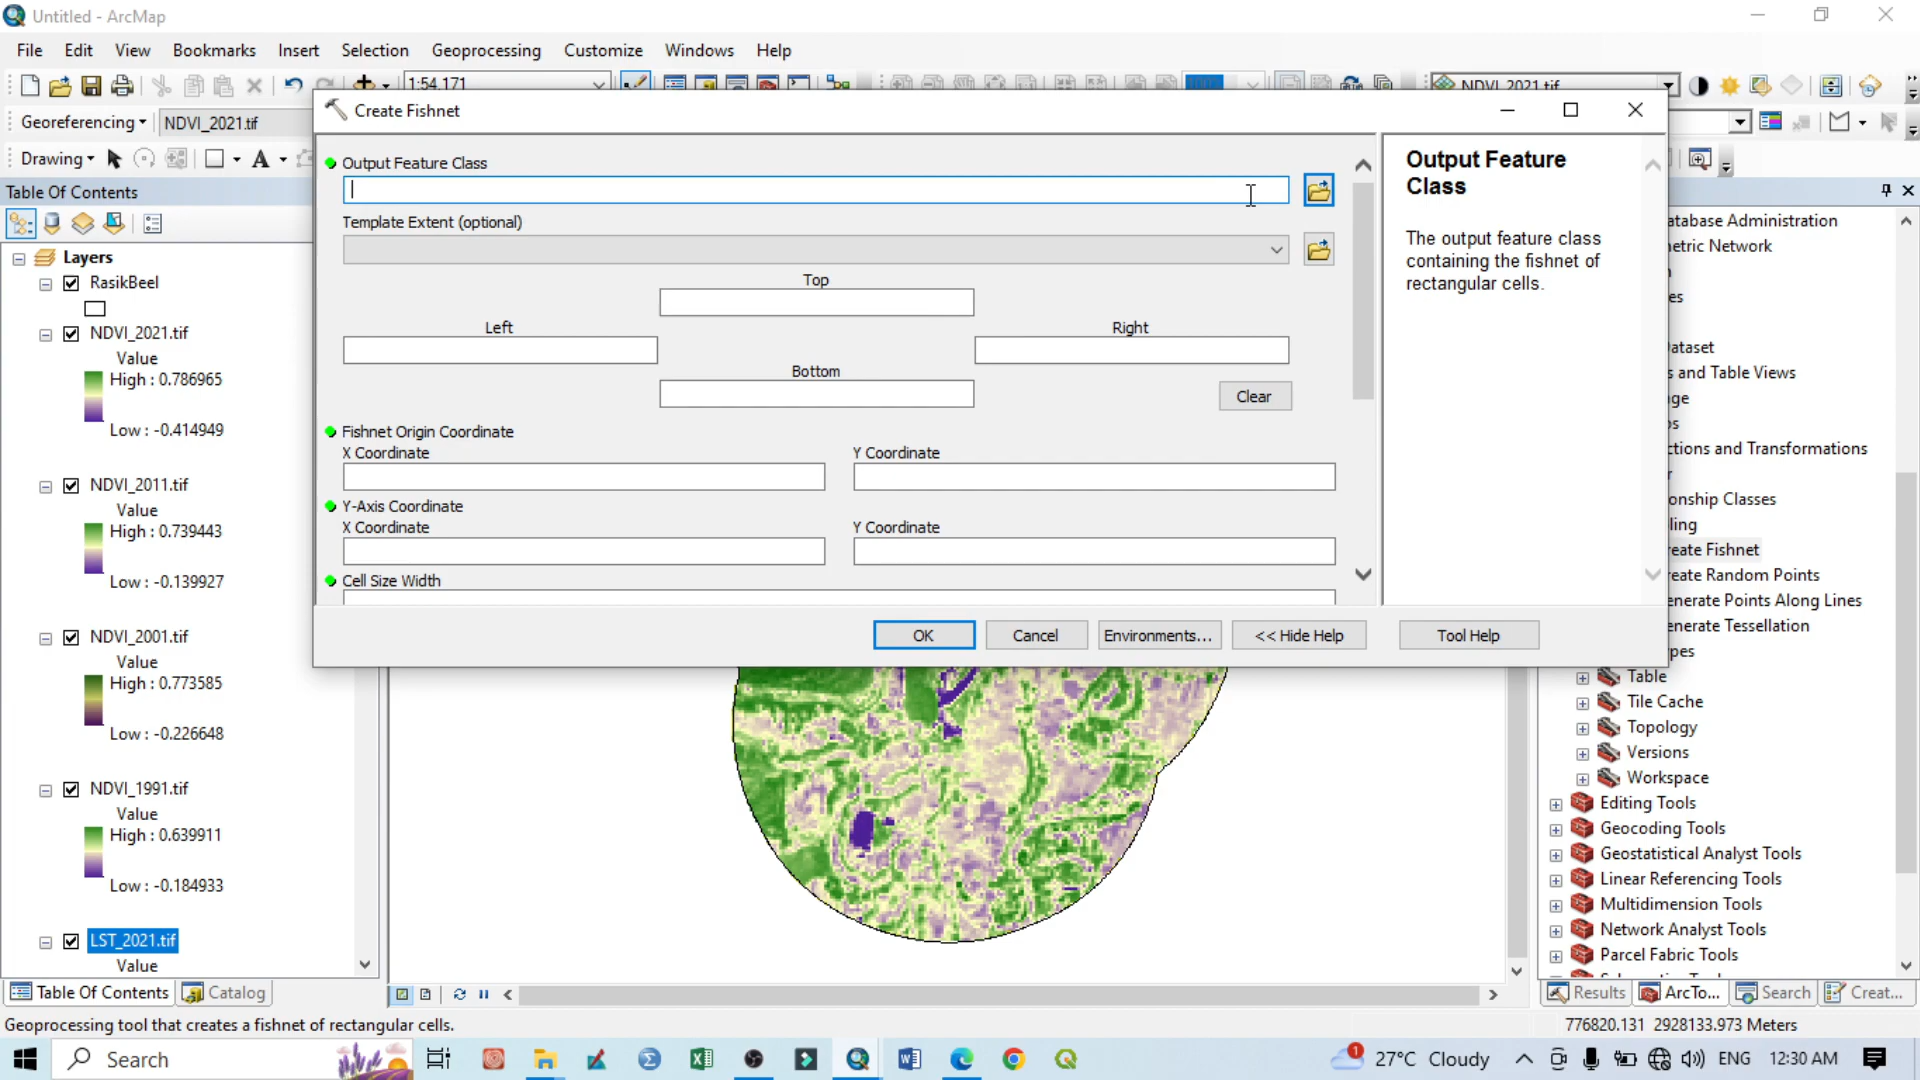 Untitled - ArcMap
File Edit View Bookmarks Insert Selection Geoprocessing Customize Windows Help
1:54,171
NDVI_2021.tif
Georeferencing
NDVI_2021.tif
Drawing
A
Table Of Contents
Layers
RasikBeel
NDVI_2021.tif
Value
High : 0.786965
Low : -0.414949
NDVI_2011.tif
Value
High : 0.739443
Low : -0.139927
NDVI_2001.tif
Value
High : 0.773585
Low : -0.226648
NDVI_1991.tif
Value
High : 0.639911
Low : -0.184933
LST_2021.tif
Value
Table Of Contents Catalog
Create Fishnet
Output Feature Class
Template Extent (optional)
Top
Left
Right
Bottom
Clear
Fishnet Origin Coordinate
X Coordinate Y Coordinate
Y-Axis Coordinate
X Coordinate Y Coordinate
Cell Size Width
OK Cancel Environments... << Hide Help Tool Help
Output Feature
Class
The output feature class
containing the fishnet of
rectangular cells.
atabase Administration
metric Network
ataset
s and Table Views
ctions and Transformations
onship Classes
ling
reate Fishnet
reate Random Points
enerate Points Along Lines
enerate Tessellation
ypes
Table
Tile Cache
Topology
Versions
Workspace
Editing Tools
Geocoding Tools
Geostatistical Analyst Tools
Linear Referencing Tools
Multidimension Tools
Network Analyst Tools
Parcel Fabric Tools
Results ArcTo... Search Creat...
Geoprocessing tool that creates a fishnet of rectangular cells.
776820.131 2928133.973 Meters
Search
1
27°C Cloudy
ENG
12:30 AM